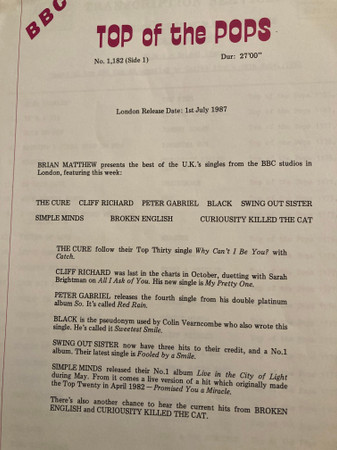 BBC
TOP of the POPS
No. 1,182 (Side 1) Dur: 27'00"
London Release Date: 1st July 1987
BRIAN MATTHEW presents the best of the U.K.'s singles from the BBC studios in
London, featuring this week:
THE CURE CLIFF RICHARD PETER GABRIEL BLACK SWING OUT SISTER
SIMPLE MINDS BROKEN ENGLISH CURIOUSITY KILLED THE CAT
THE CURE follow their Top Thirty single Why Can't I Be You? with
Catch.
CLIFF RICHARD was last in the charts in October, duetting with Sarah
Brightman on All I Ask of You. His new single is My Pretty One.
PETER GABRIEL releases the fourth single from his double platinum
album So. It's called Red Rain.
BLACK is the pseudonym used by Colin Vearncombe who also wrote this
single. He's called it Sweetest Smile.
SWING OUT SISTER now have three hits to their credit, and a No.1
album. Their latest single is Fooled by a Smile.
SIMPLE MINDS released their No.1 album Live in the City of Light
during May. From it comes a live version of a hit which originally made
the Top Twenty in April 1982 — Promised You a Miracle.
There's also another chance to hear the current hits from BROKEN
ENGLISH and CURIOUSITY KILLED THE CAT.